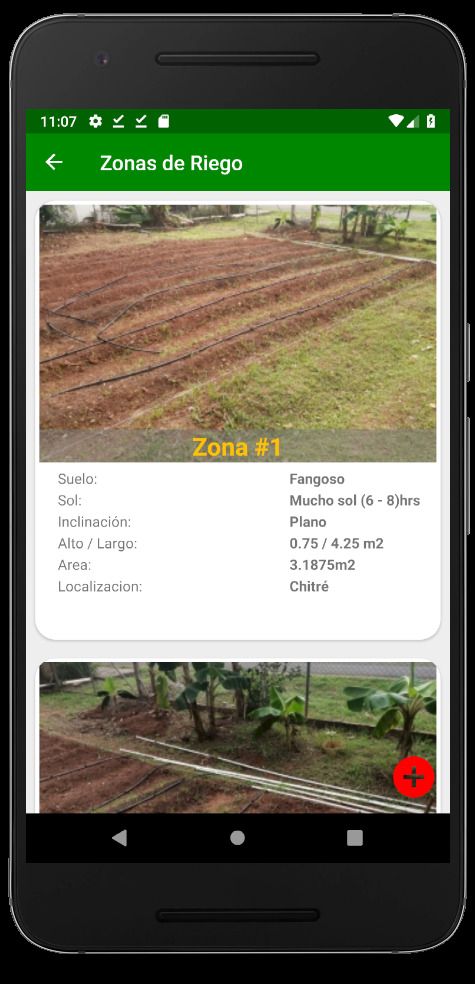 11:07
Zonas de Riego
Zona #1
Suelo: Fangoso
Sol: Mucho sol (6 - 8)hrs
Inclinación: Plano
Alto / Largo: 0.75 / 4.25 m2
Area: 3.1875m2
Localizacion: Chitré